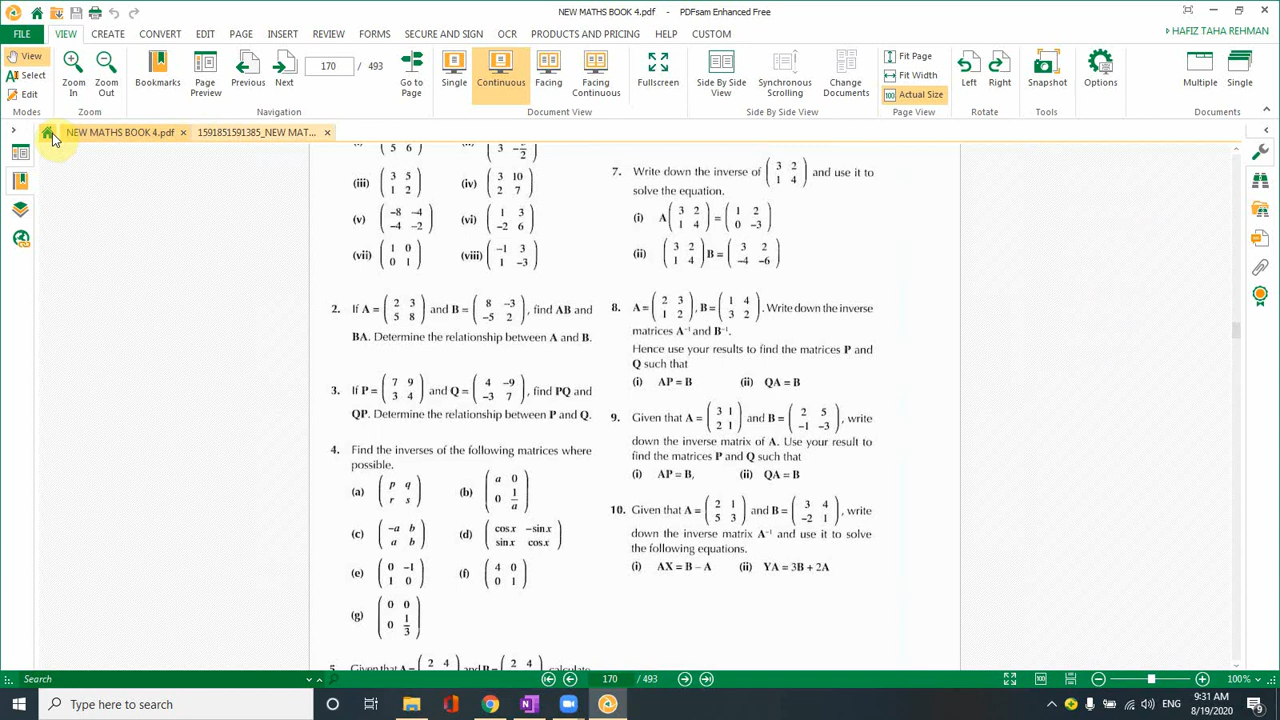 NEW MATHS BOOK 4.pdf - PDFsam Enhanced Free
FILE VIEW CREATE CONVERT EDIT PAGE INSERT REVIEW FORMS SECURE AND SIGN OCR PRODUCTS AND PRICING HELP CUSTOM
HAFIZ TAHA REHMAN
View
Select
Edit
Modes
Zoom In
Zoom Out
Zoom
Bookmarks
Page Preview
Previous
Next
170 / 493
Go to Page
Navigation
Single
Continuous
Facing
Facing Continuous
Document View
Fullscreen
Side By Side View
Synchronous Scrolling
Change Documents
Side By Side View
Fit Page
Fit Width
100 Actual Size
Page View
Left
Right
Rotate
Snapshot
Tools
Options
Multiple
Single
Documents
NEW MATHS BOOK 4.pdf ×
1591851591385_NEW MAT... ×
5 6
3 -2/2
(iii) (3 5
1 2)
(iv) (3 10
2 7)
(v) (−8 −4
−4 −2)
(vi) (1 3
−2 6)
(vii) (1 0
0 1)
(viii) (−1 3
1 −3)
2. If A = (2 3
5 8) and B = (8 −3
−5 2), find AB and
BA. Determine the relationship between A and B.
3. If P = (7 9
3 4) and Q = (4 −9
−3 7), find PQ and
QP. Determine the relationship between P and Q.
4. Find the inverses of the following matrices where
possible.
(a) (p q
r s)
(b) (a 0
0 1/a)
(c) (−a b
a b)
(d) (cos x −sin x
sin x cos x)
(e) (0 −1
1 0)
(f) (4 0
0 1)
(g) (0 0
0 1/3)
5. Given that A = (2 4 and B = (2 4 calculate
7. Write down the inverse of (3 2
1 4) and use it to
solve the equation.
(i) A(3 2
1 4) = (1 2
0 −3)
(ii) (3 2
1 4)B = (3 2
−4 −6)
8. A = (2 3
1 2), B = (1 4
3 2). Write down the inverse
matrices A⁻¹ and B⁻¹.
Hence use your results to find the matrices P and
Q such that
(i) AP = B (ii) QA = B
9. Given that A = (3 1
2 1) and B = (2 5
−1 −3), write
down the inverse matrix of A. Use your result to
find the matrices P and Q such that
(i) AP = B, (ii) QA = B
10. Given that A = (2 1
5 3) and B = (3 4
−2 1), write
down the inverse matrix A⁻¹ and use it to solve
the following equations.
(i) AX = B – A (ii) YA = 3B + 2A
Search
170 / 493
100%
Type here to search
ENG
9:31 AM
8/19/2020